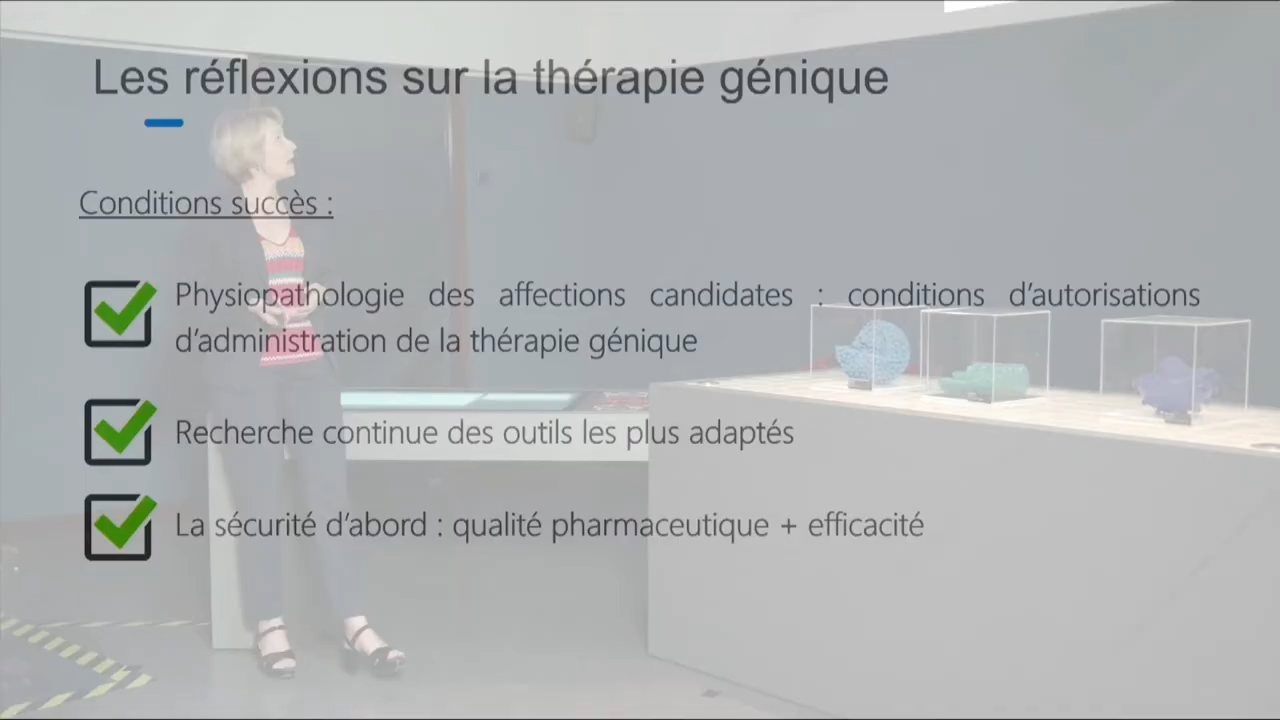 Les réflexions sur la thérapie génique
Conditions succès :
Physiopathologie des affections candidates : conditions d’autorisations
d’administration de la thérapie génique
Recherche continue des outils les plus adaptés
La sécurité d’abord : qualité pharmaceutique + efficacité